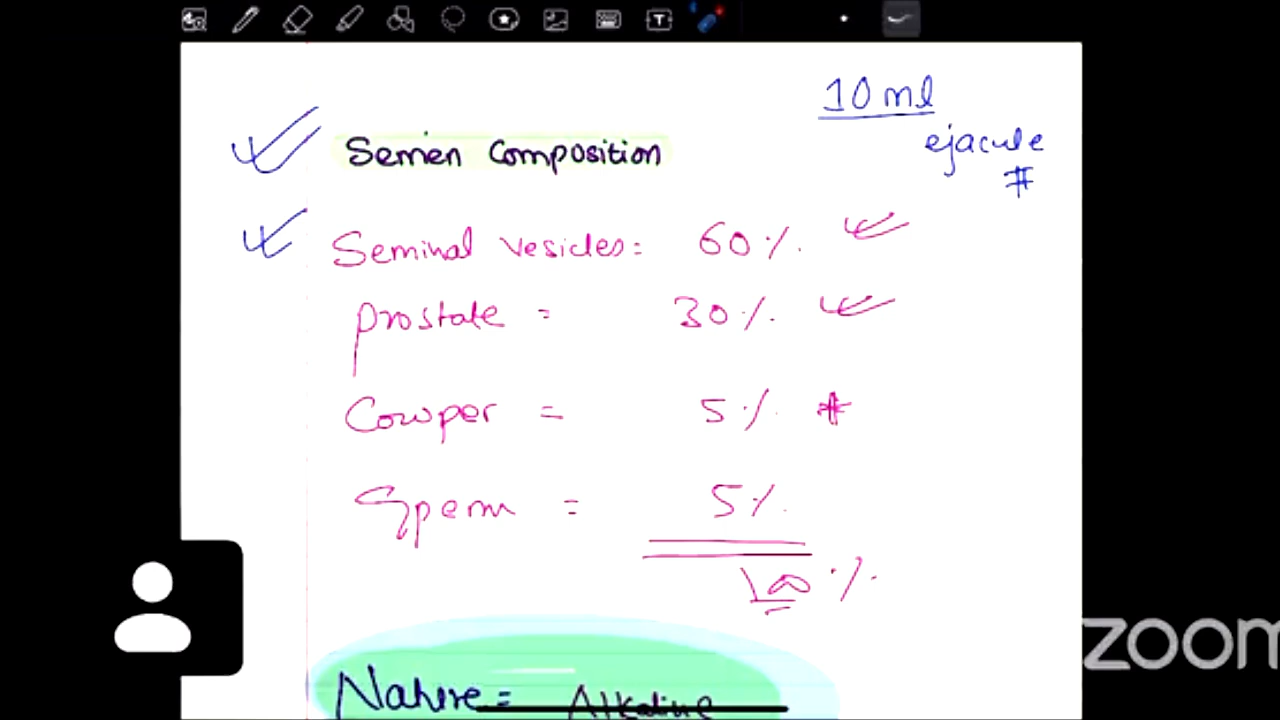 10 ml
ejacule
#
Semen Composition
Seminal vesicles= 60%.
Prostate = 30%.
Cowper = 5%. #
Sperm = 5%.
100%.
Nature= Alkaline
zoom